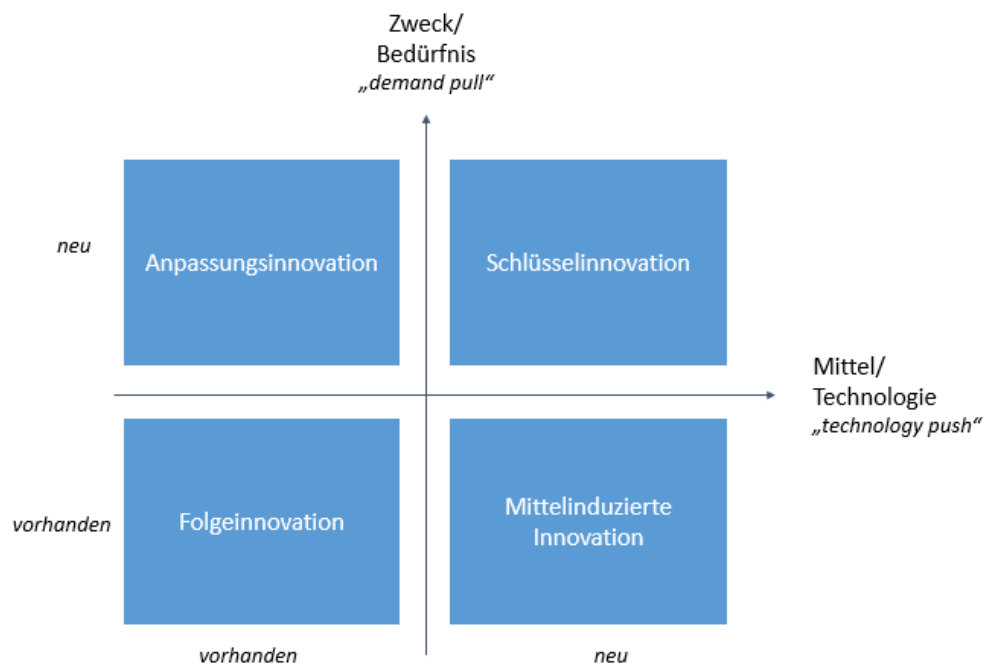 Zweck/
Bedürfnis
„demand pull“
neu
Anpassungsinnovation
Schlüsselinnovation
Mittel/
Technologie
„technology push“
vorhanden
Folgeinnovation
Mittelinduzierte
Innovation
vorhanden
neu